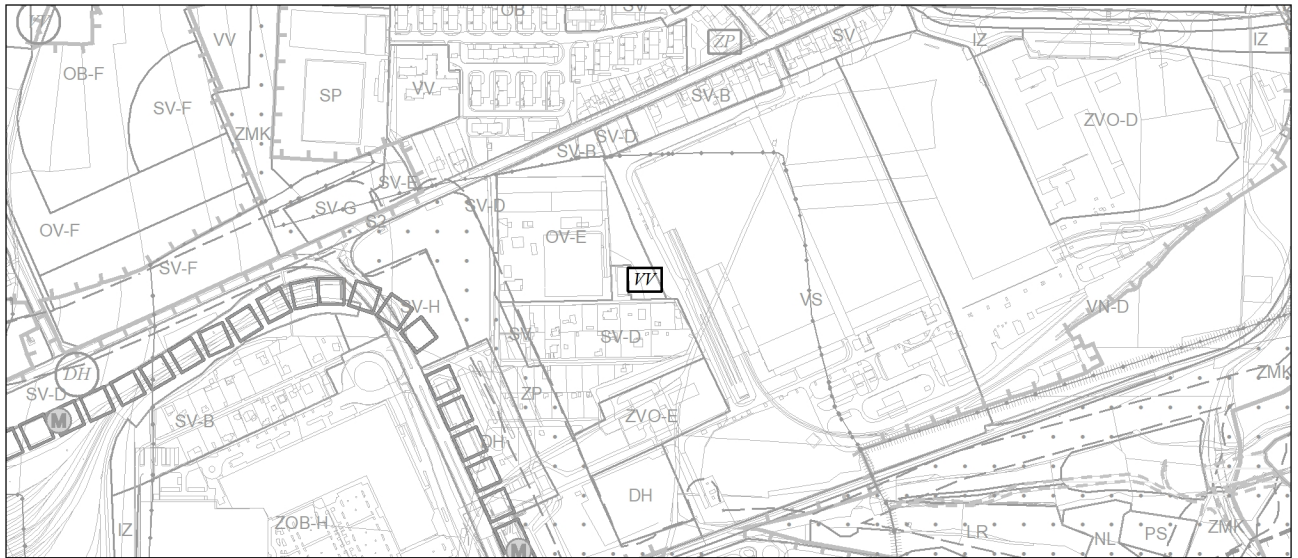 VV
OB
SV
OB-F
VV
SV-F
SP
VV
ZMK
ZP
SV
IZ
IZ
SV-B
ZVO-D
SV-B
SV-D
SV-E
SV-G
S2
SV-D
OV-F
OV-E
SV-F
VV
VS
SV-H
VN-D
SV
SV-D
DH
SV-D
M
SV-B
ZP
ZVO-E
ZMK
DH
DH
IZ
ZOB-H
M
LR
NL
PS
ZMK